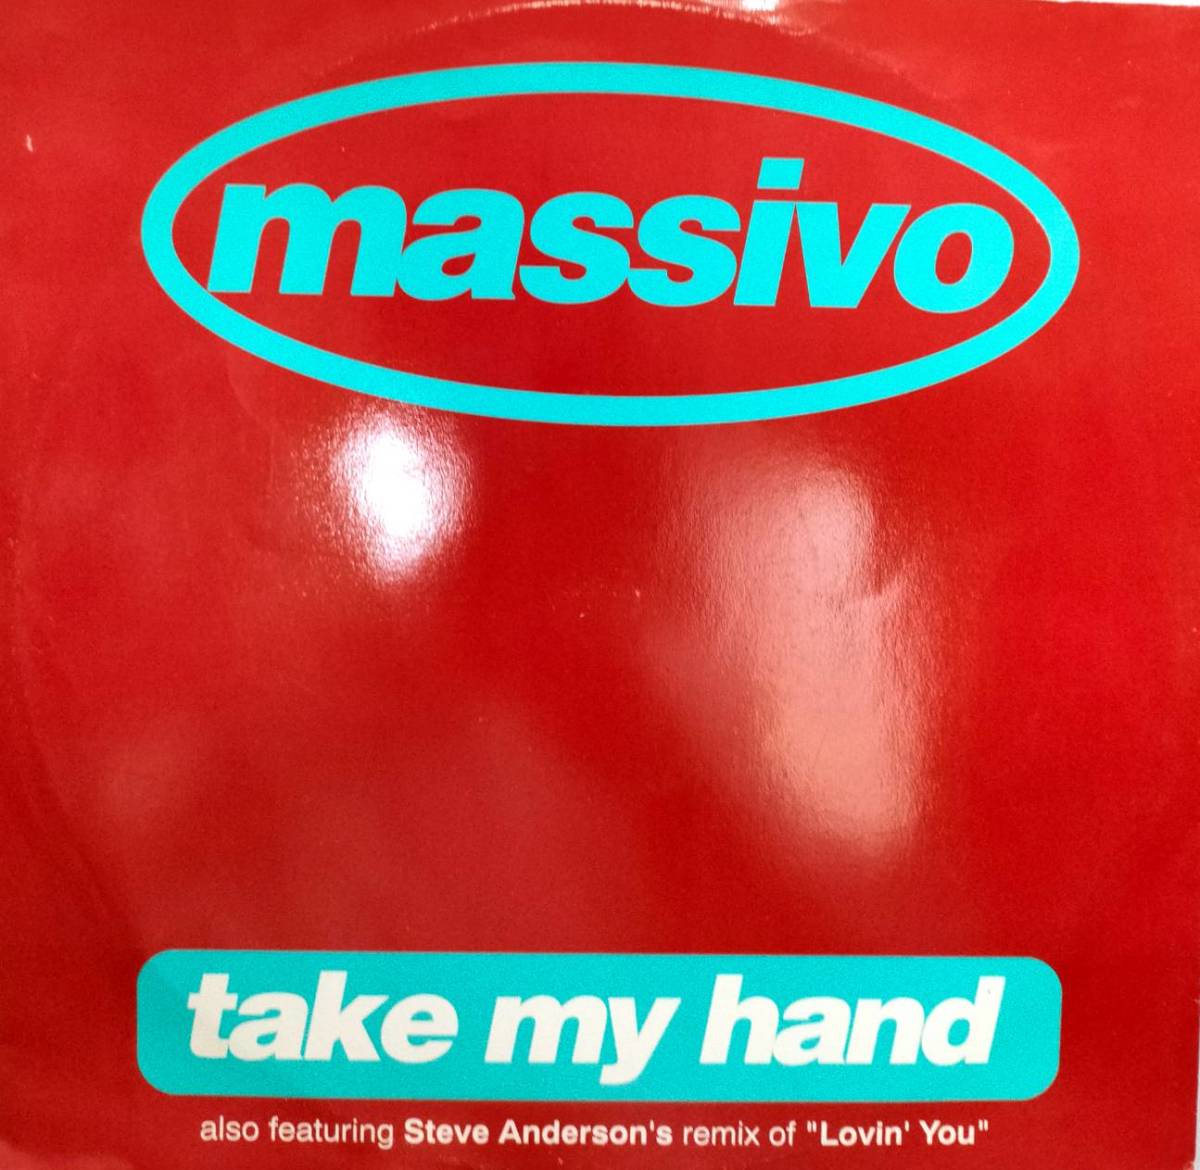 massivo
take my hand
also featuring Steve Anderson's remix of "Lovin' You"